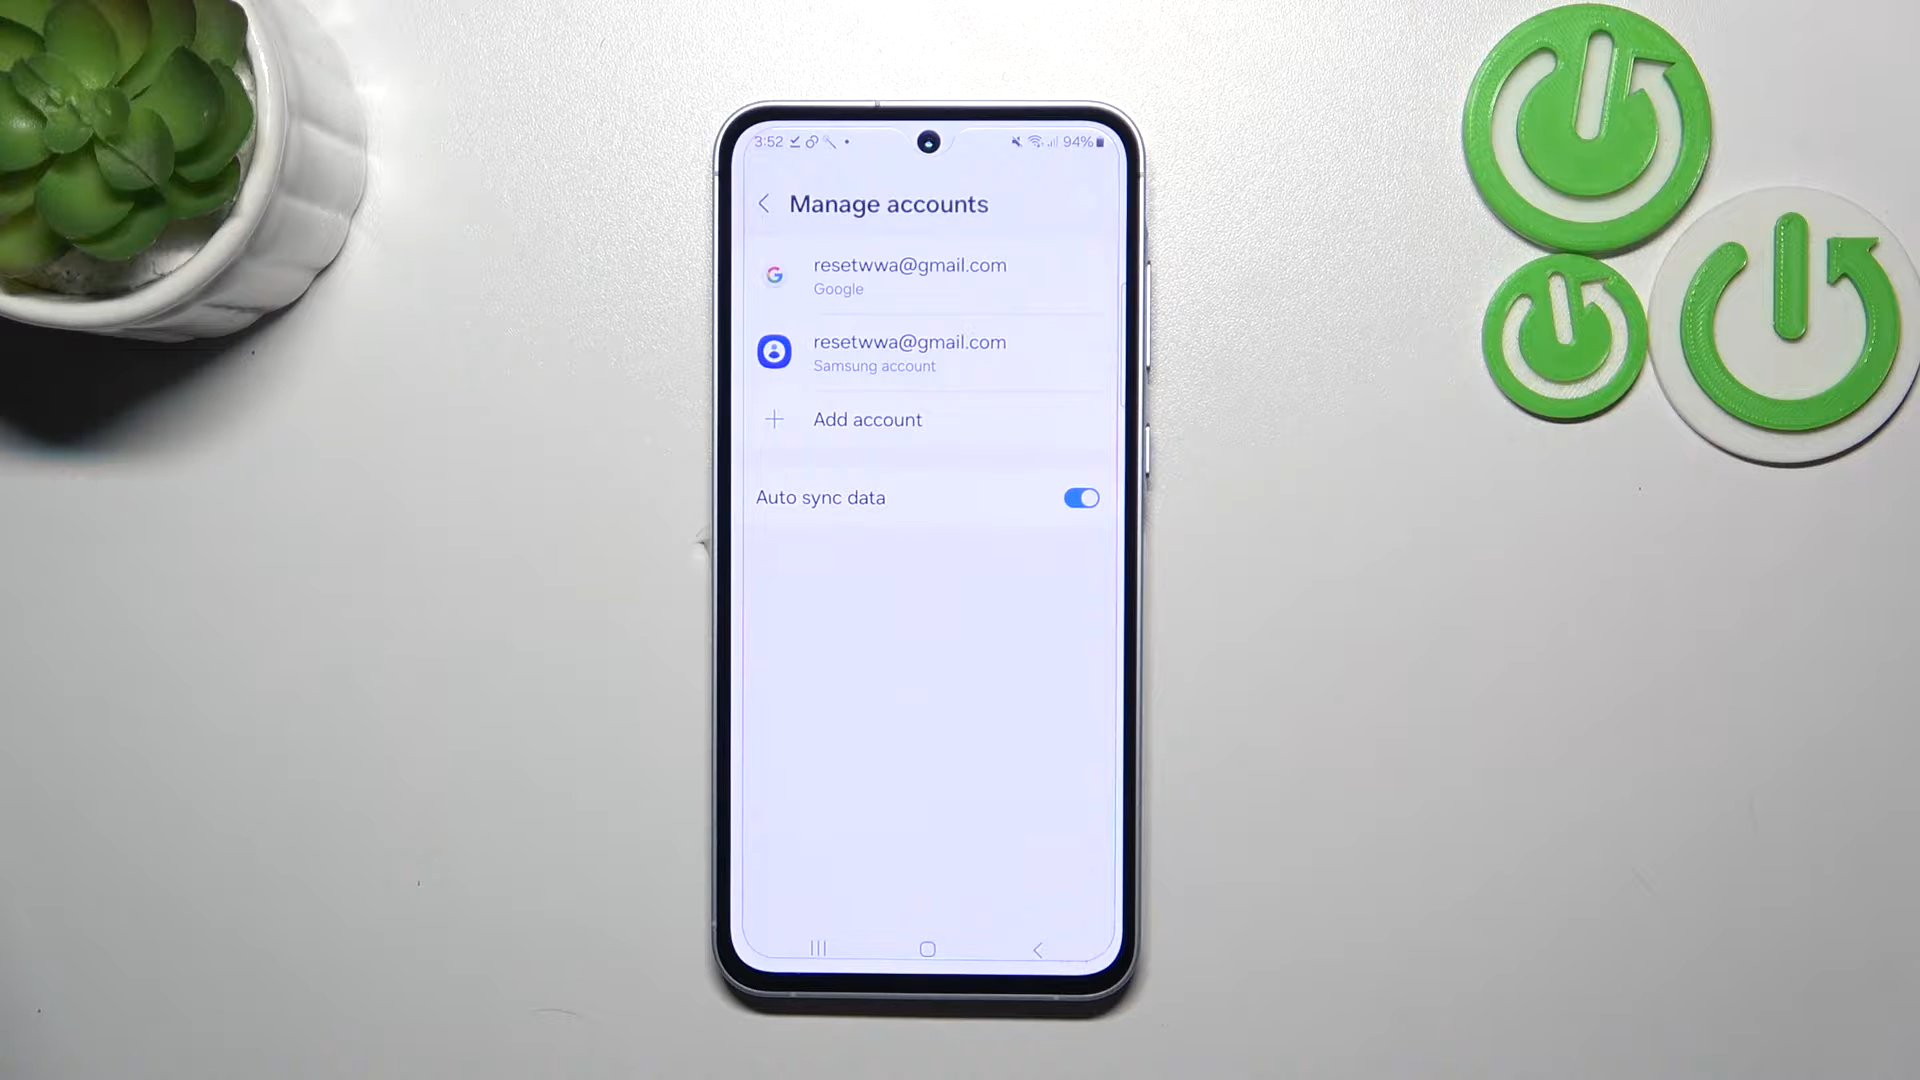 3:52 94%
Manage accounts
resetwwa@gmail.com
Google
resetwwa@gmail.com
Samsung account
Add account
Auto sync data